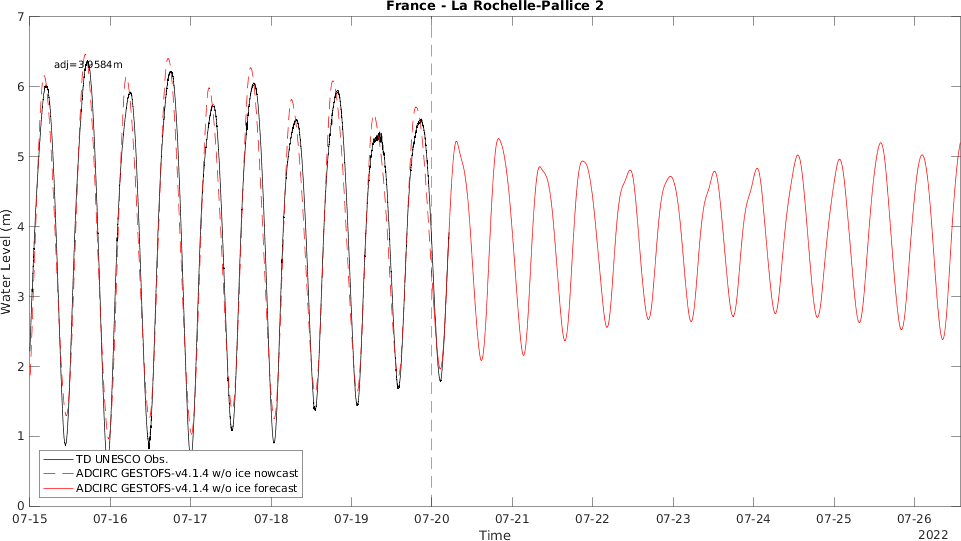 France - La Rochelle-Pallice 2
adj=3.9584m
Water Level (m)
7
6
5
4
3
2
1
0
TD UNESCO Obs.
ADCIRC GESTOFS-v4.1.4 w/o ice nowcast
ADCIRC GESTOFS-v4.1.4 w/o ice forecast
07-15 07-16 07-17 07-18 07-19 07-20 07-21 07-22 07-23 07-24 07-25 07-26
Time
2022